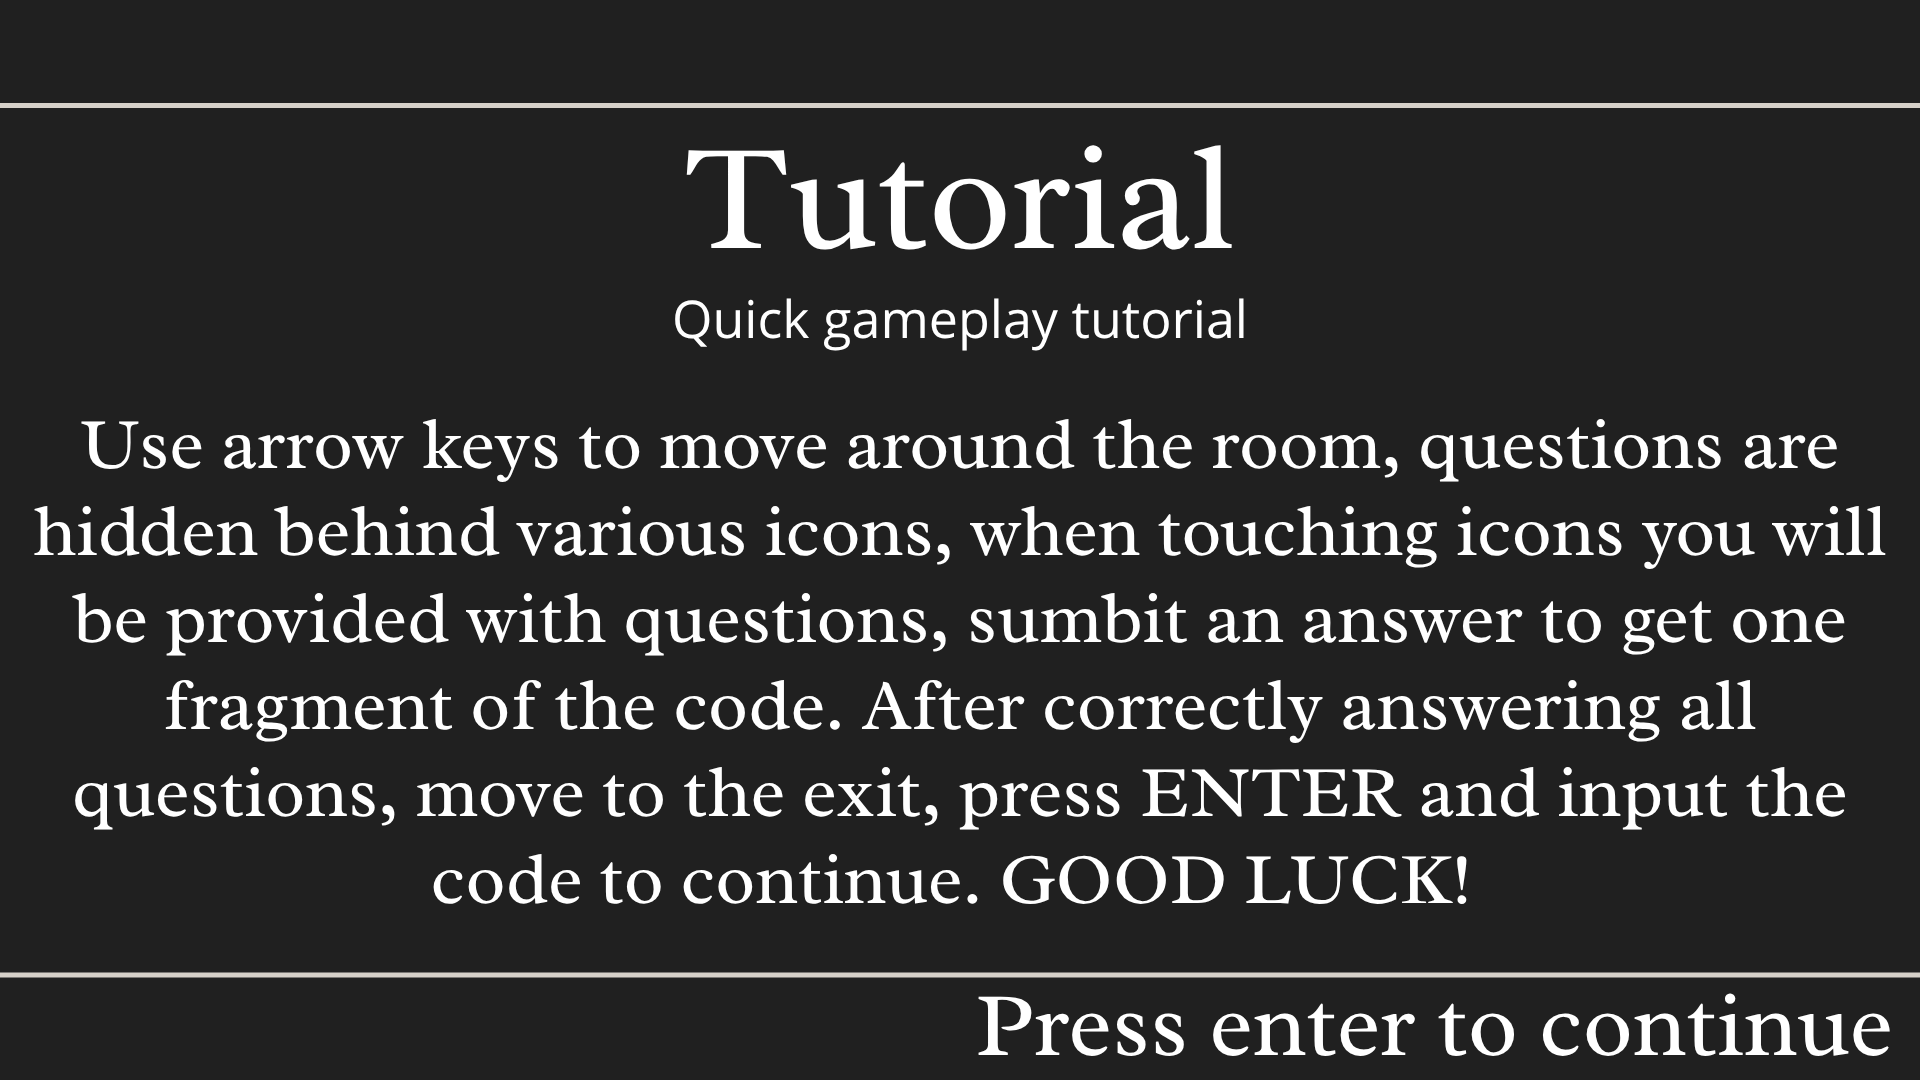 Tutorial
Quick gameplay tutorial
Use arrow keys to move around the room, questions are
hidden behind various icons, when touching icons you will
be provided with questions, sumbit an answer to get one
fragment of the code. After correctly answering all
questions, move to the exit, press ENTER and input the
code to continue. GOOD LUCK!
Press enter to continue